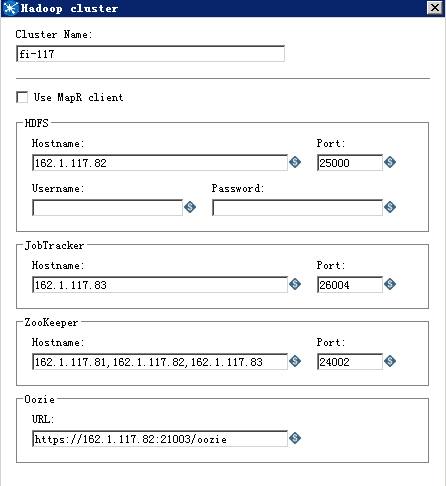 Hadoop cluster
Cluster Name:
fi-117
Use MapR client
HDFS
Hostname: Port:
162.1.117.82 25000
Username: Password:
JobTracker
Hostname: Port:
162.1.117.83 26004
ZooKeeper
Hostname: Port:
162.1.117.81,162.1.117.82,162.1.117.83 24002
Oozie
URL:
https://162.1.117.82:21003/oozie